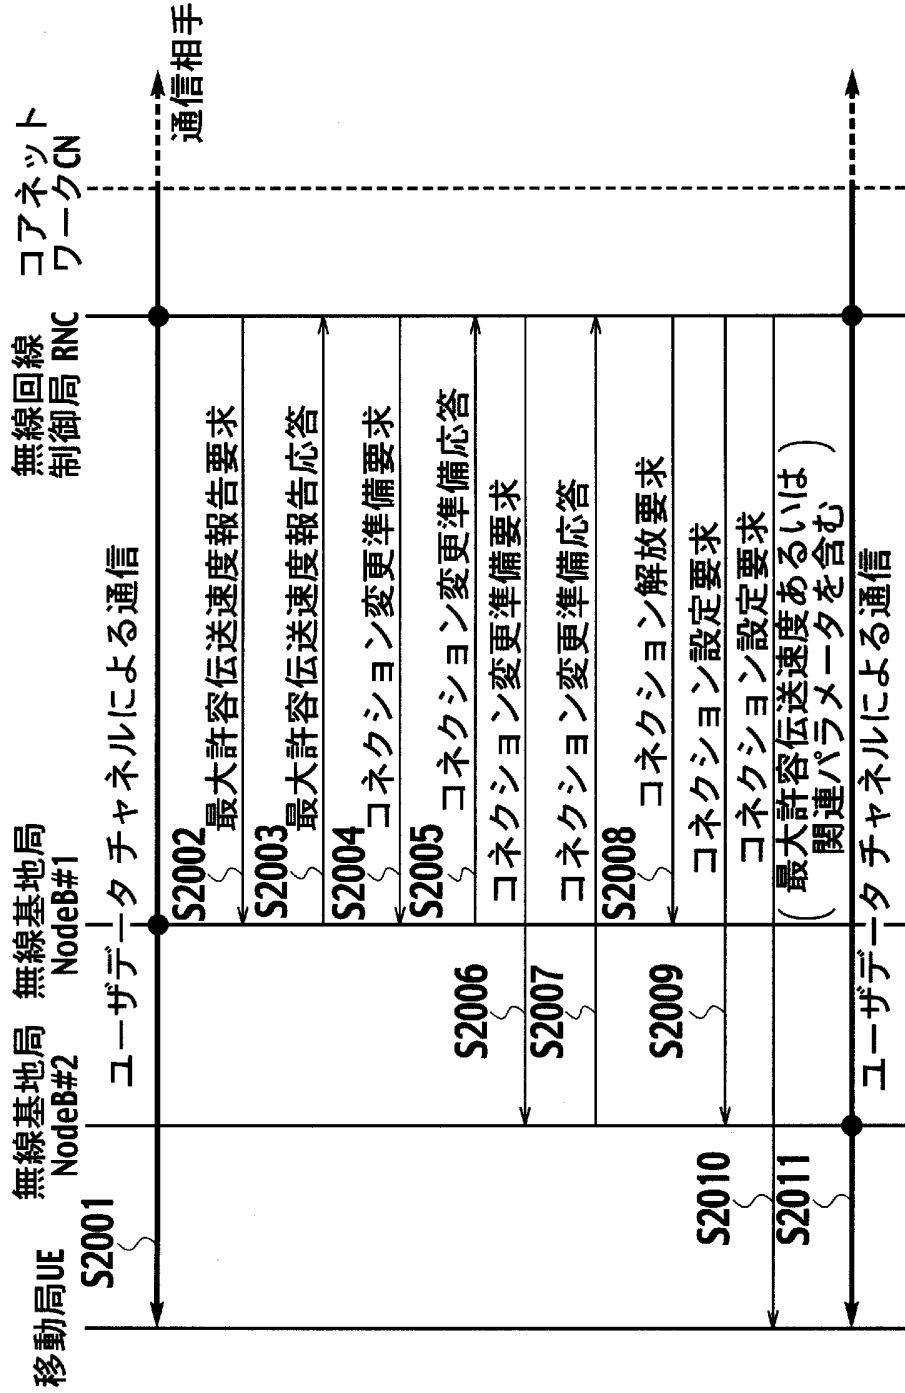 移動局UE
無線基地局
NodeB#2
無線基地局
NodeB#1
無線回線
制御局 RNC
コアネット
ワークCN
S2001
ユーザデータ チャネルによる通信
通信相手
S2002
最大許容伝送速度報告要求
S2003
最大許容伝送速度報告応答
S2004
コネクション変更準備要求
S2005
コネクション変更準備応答
S2006
コネクション変更準備要求
S2007
コネクション変更準備応答
S2008
コネクション解放要求
S2009
コネクション設定要求
S2010
コネクション設定要求
(最大許容伝送速度あるいは
関連パラメータを含む)
S2011
ユーザデータ チャネルによる通信